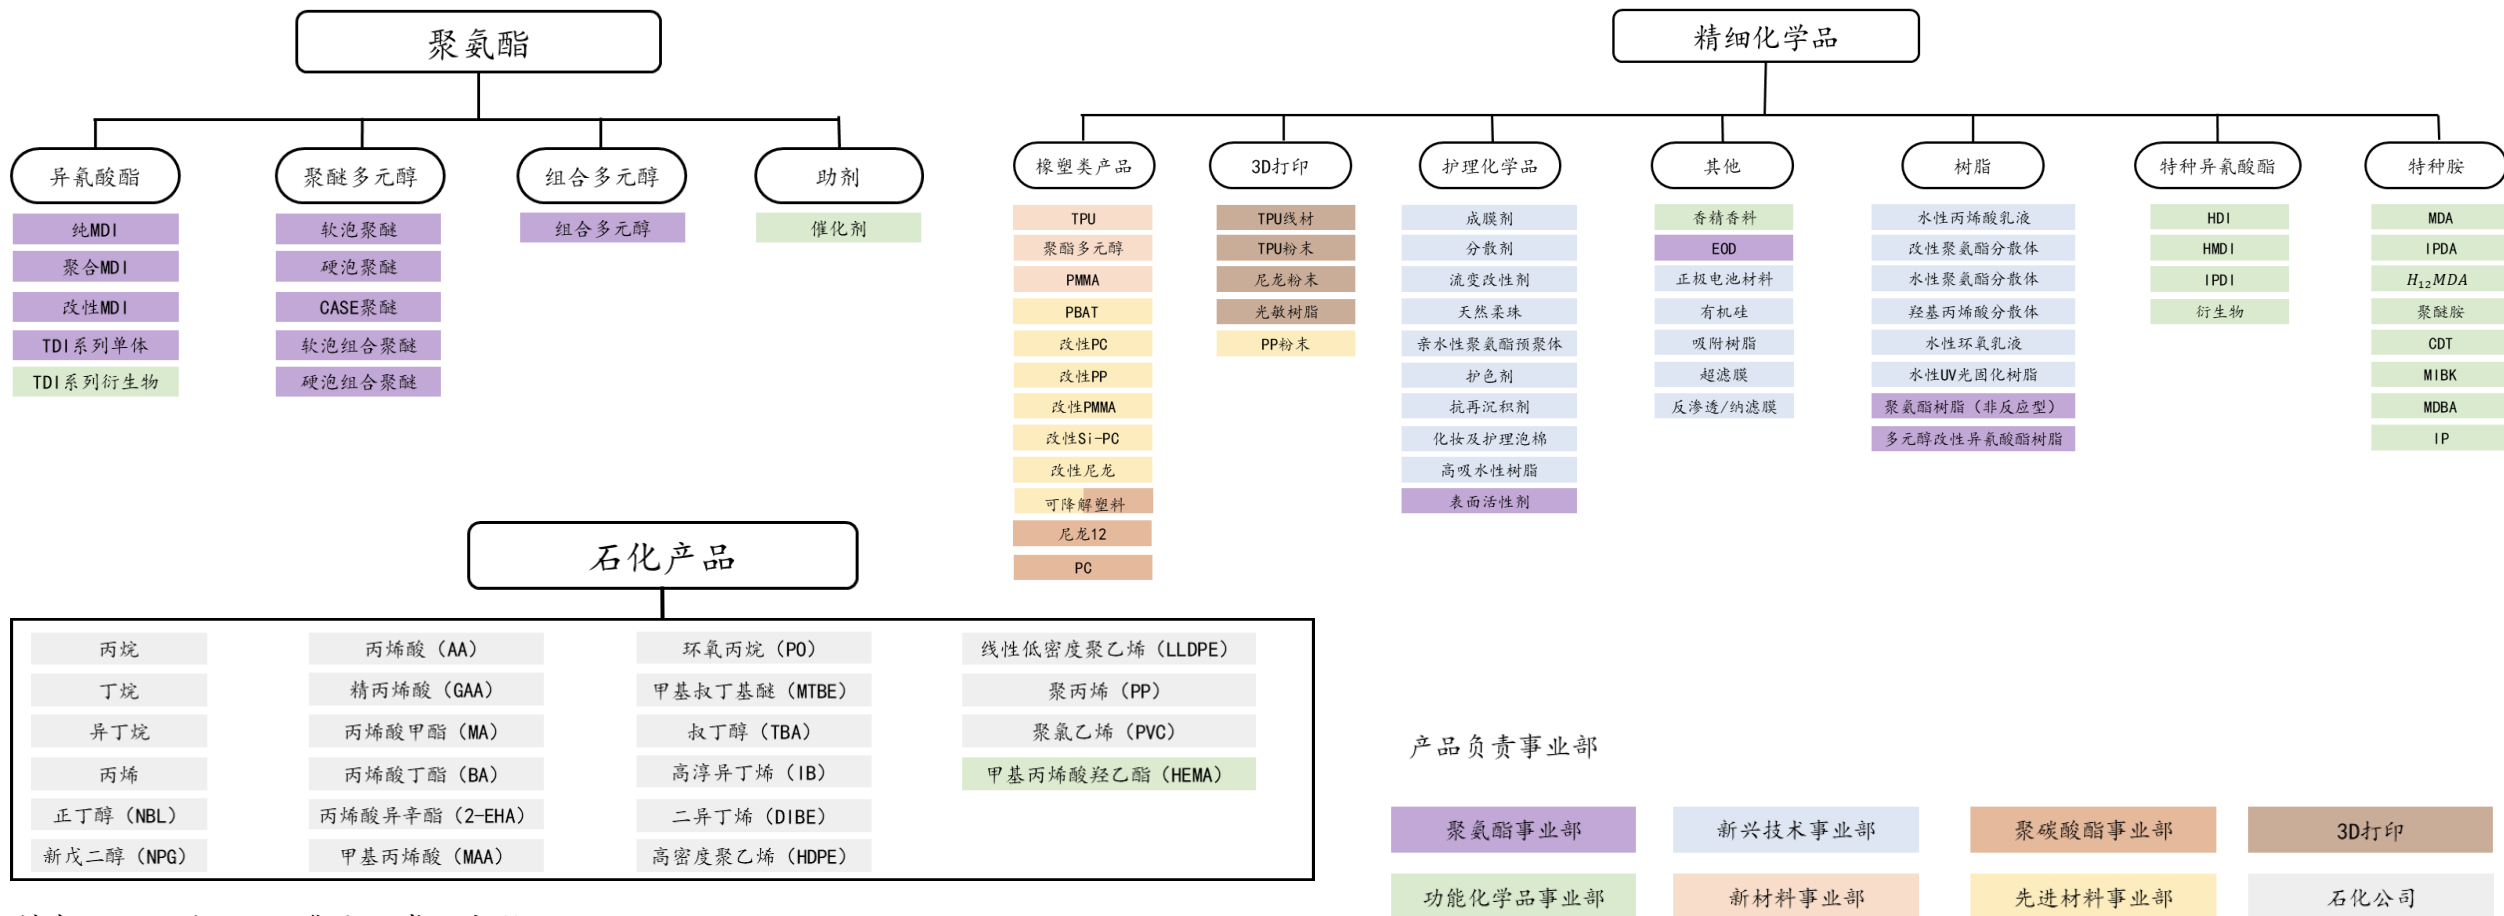 聚氨酯
异氰酸酯
纯MDI
聚合MDI
改性MDI
TDI系列单体
TDI系列衍生物
聚醚多元醇
软泡聚醚
硬泡聚醚
CASE聚醚
软泡组合聚醚
硬泡组合聚醚
组合多元醇
组合多元醇
助剂
催化剂
精细化学品
橡塑类产品
TPU
聚酯多元醇
PMMA
PBAT
改性PC
改性PP
改性PMMA
改性Si-PC
改性尼龙
可降解塑料
尼龙12
PC
3D打印
TPU线材
TPU粉末
尼龙粉末
光敏树脂
PP粉末
护理化学品
成膜剂
分散剂
流变改性剂
天然柔珠
亲水性聚氨酯预聚体
护色剂
抗再沉积剂
化妆及护理泡棉
高吸水性树脂
表面活性剂
其他
香精香料
EOD
正极电池材料
有机硅
吸附树脂
超滤膜
反渗透/纳滤膜
树脂
水性丙烯酸乳液
改性聚氨酯分散体
水性聚氨酯分散体
羟基丙烯酸分散体
水性环氧乳液
水性UV光固化树脂
聚氨酯树脂（非反应型）
多元醇改性异氰酸酯树脂
特种异氰酸酯
HDI
HMDI
IPDI
衍生物
特种胺
MDA
IPDA
H₁₂MDA
聚醚胺
CDT
MIBK
MDBA
IP
石化产品
丙烷
丁烷
异丁烷
丙烯
正丁醇（NBL）
新戊二醇（NPG）
丙烯酸（AA）
精丙烯酸（GAA）
丙烯酸甲酯（MA）
丙烯酸丁酯（BA）
丙烯酸异辛酯（2-EHA）
甲基丙烯酸（MAA）
环氧丙烷（PO）
甲基叔丁基醚（MTBE）
叔丁醇（TBA）
高淳异丁烯（IB）
二异丁烯（DIBE）
高密度聚乙烯（HDPE）
线性低密度聚乙烯（LLDPE）
聚丙烯（PP）
聚氯乙烯（PVC）
甲基丙烯酸羟乙酯（HEMA）
产品负责事业部
聚氨酯事业部
新兴技术事业部
聚碳酸酯事业部
3D打印
功能化学品事业部
新材料事业部
先进材料事业部
石化公司